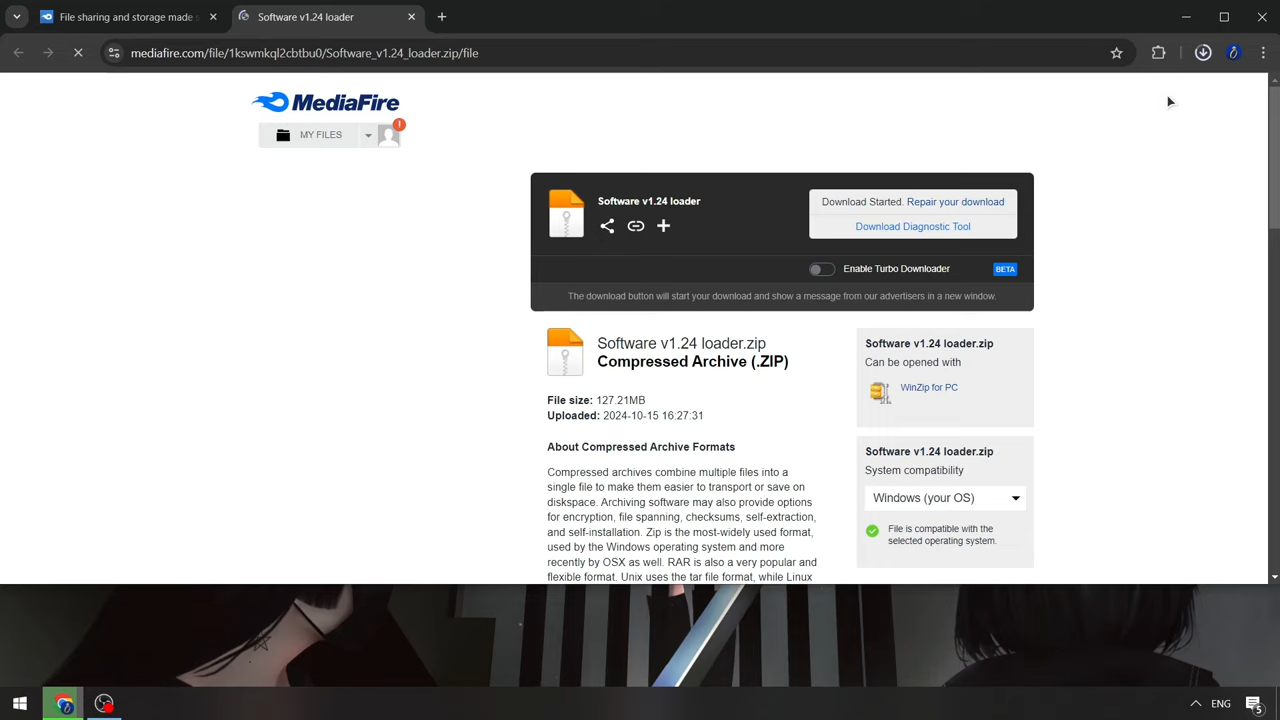 File sharing and storage made s
Software v1.24 loader
mediafire.com/file/1kswmkql2cbtbu0/Software_v1.24_loader.zip/file
MediaFire
MY FILES
!
Software v1.24 loader
Download Started. Repair your download
Download Diagnostic Tool
Enable Turbo Downloader
BETA
The download button will start your download and show a message from our advertisers in a new window.
Software v1.24 loader.zip
Compressed Archive (.ZIP)
File size: 127.21MB
Uploaded: 2024-10-15 16:27:31
About Compressed Archive Formats
Compressed archives combine multiple files into a
single file to make them easier to transport or save on
diskspace. Archiving software may also provide options
for encryption, file spanning, checksums, self-extraction,
and self-installation. Zip is the most-widely used format,
used by the Windows operating system and more
recently by OSX as well. RAR is also a very popular and
flexible format. Unix uses the tar file format, while Linux
Software v1.24 loader.zip
Can be opened with
WinZip for PC
Software v1.24 loader.zip
System compatibility
Windows (your OS)
File is compatible with the
selected operating system.
ENG
5